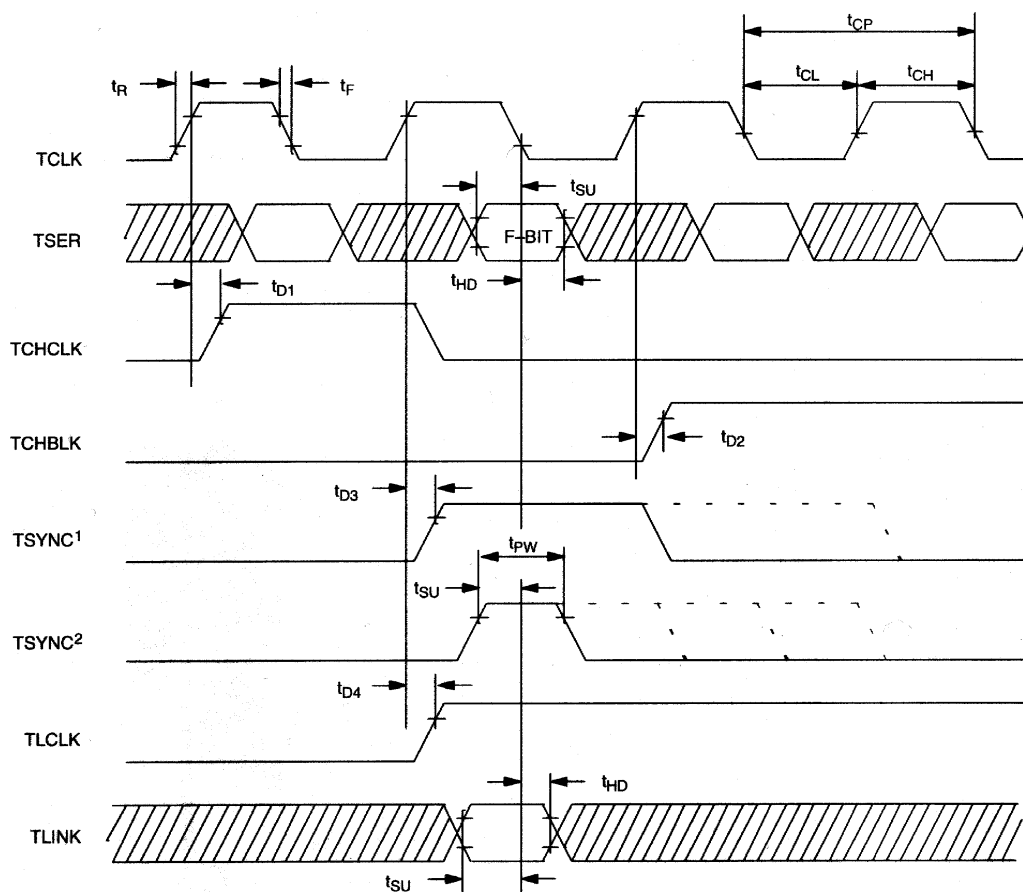 tCP
tR
tF
tCL
tCH
TCLK
tSU
TSER
F–BIT
tHD
tD1
TCHCLK
TCHBLK
tD2
tD3
TSYNC1
tPW
tSU
TSYNC2
tD4
TLCLK
tHD
TLINK
tSU